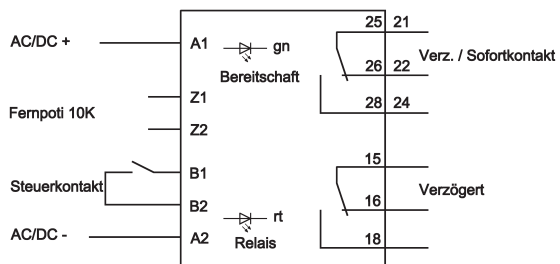 AC/DC +
A1
gn
Bereitschaft
25 21
26 22
28 24
Verz. / Sofortkontakt
Fernpoti 10K
Z1
Z2
Steuerkontakt
B1
B2
15
16
18
Verzögert
AC/DC -
A2
rt
Relais